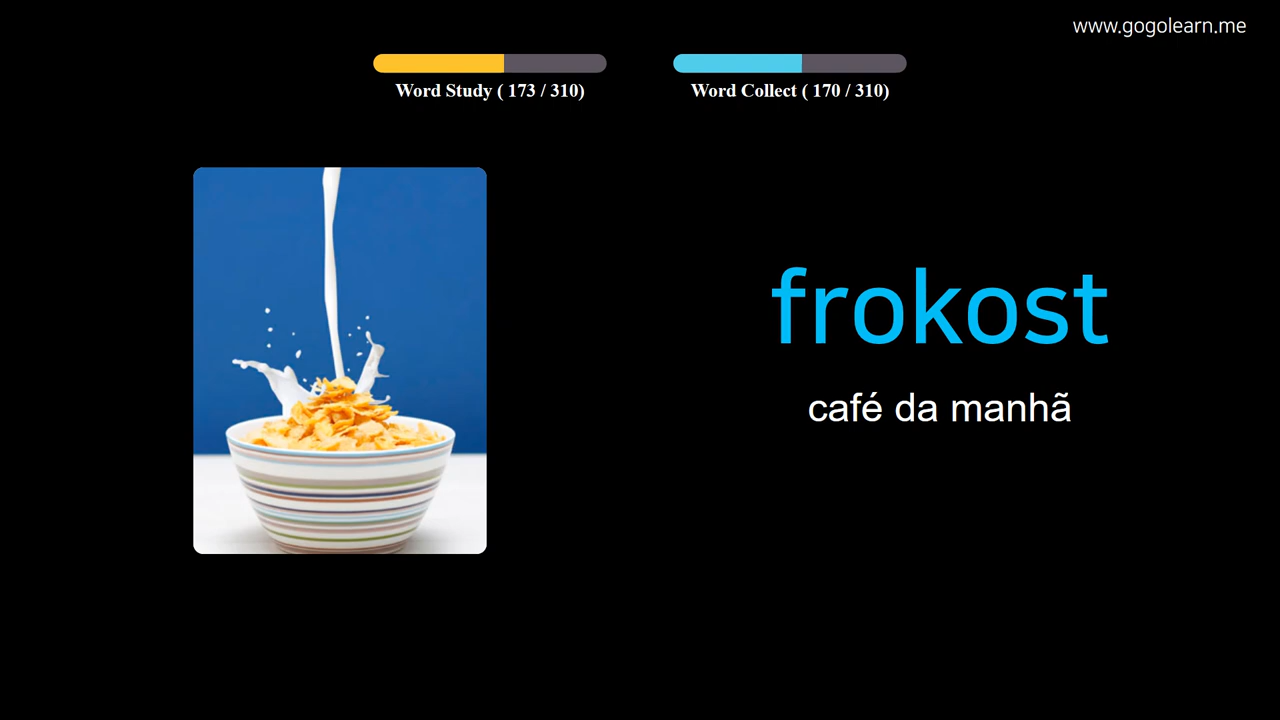 www.gogolearn.me
Word Study ( 173 / 310)
Word Collect ( 170 / 310)
frokost
café da manhã